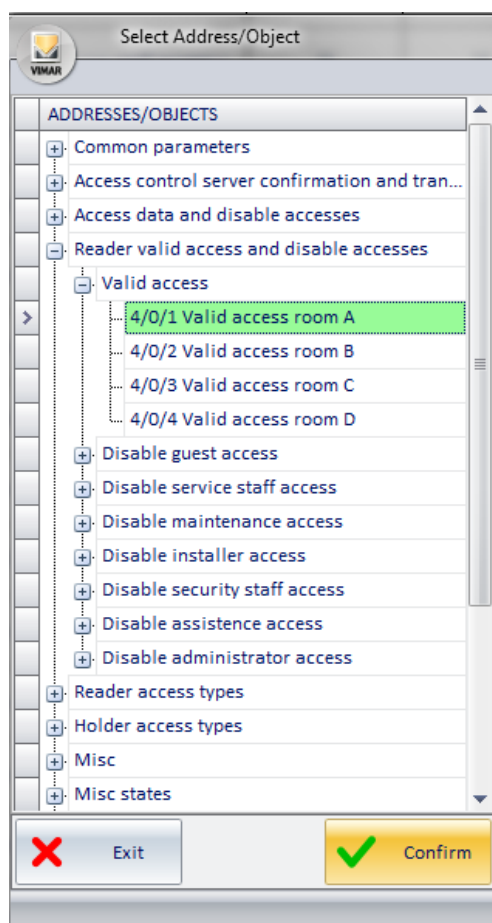 Select Address/Object
VIMAR
ADDRESSES/OBJECTS
Common parameters
Access control server confirmation and tran...
Access data and disable accesses
Reader valid access and disable accesses
Valid access
4/0/1 Valid access room A
4/0/2 Valid access room B
4/0/3 Valid access room C
4/0/4 Valid access room D
Disable guest access
Disable service staff access
Disable maintenance access
Disable installer access
Disable security staff access
Disable assistence access
Disable administrator access
Reader access types
Holder access types
Misc
Misc states
Exit
Confirm